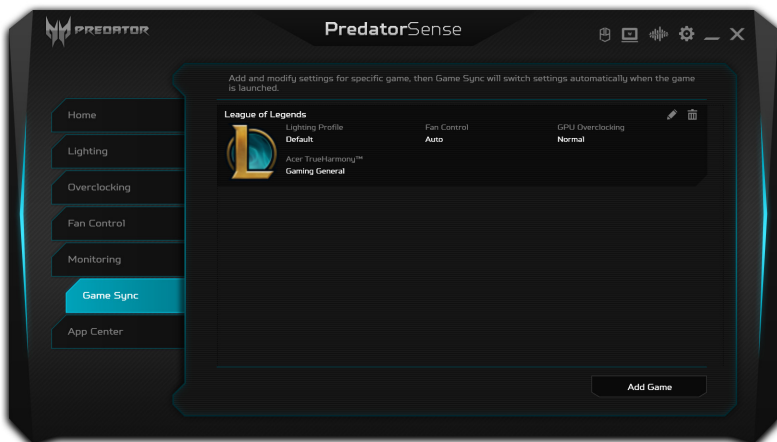 PREDATOR
PredatorSense
Add and modify settings for specific game, then Game Sync will switch settings automatically when the game
is launched.
Home
Lighting
Overclocking
Fan Control
Monitoring
Game Sync
App Center
League of Legends
Lighting Profile
Default
Fan Control
Auto
GPU Overclocking
Normal
Acer TrueHarmony™
Gaming General
Add Game